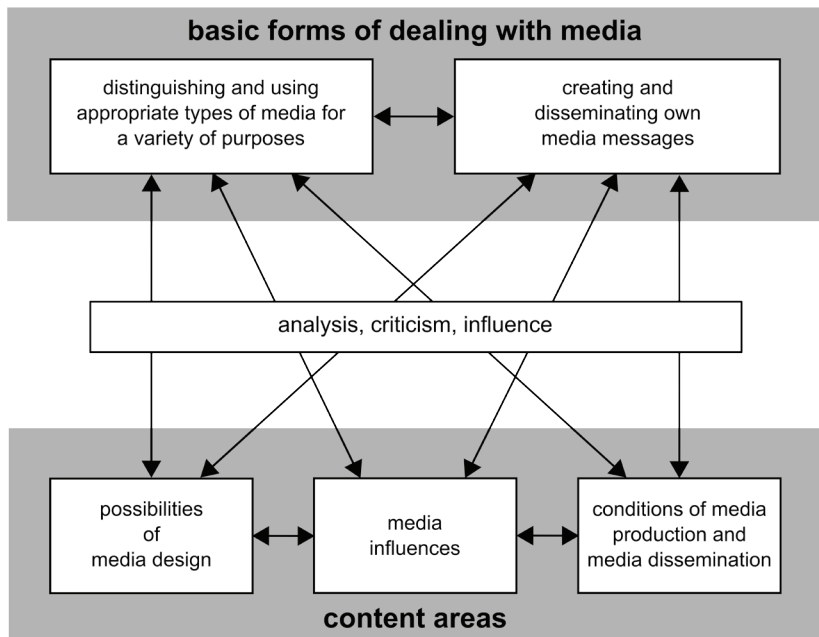 basic forms of dealing with media
distinguishing and using
appropriate types of media for
a variety of purposes
creating and
disseminating own
media messages
analysis, criticism, influence
possibilities
of
media design
media
influences
conditions of media
production and
media dissemination
content areas